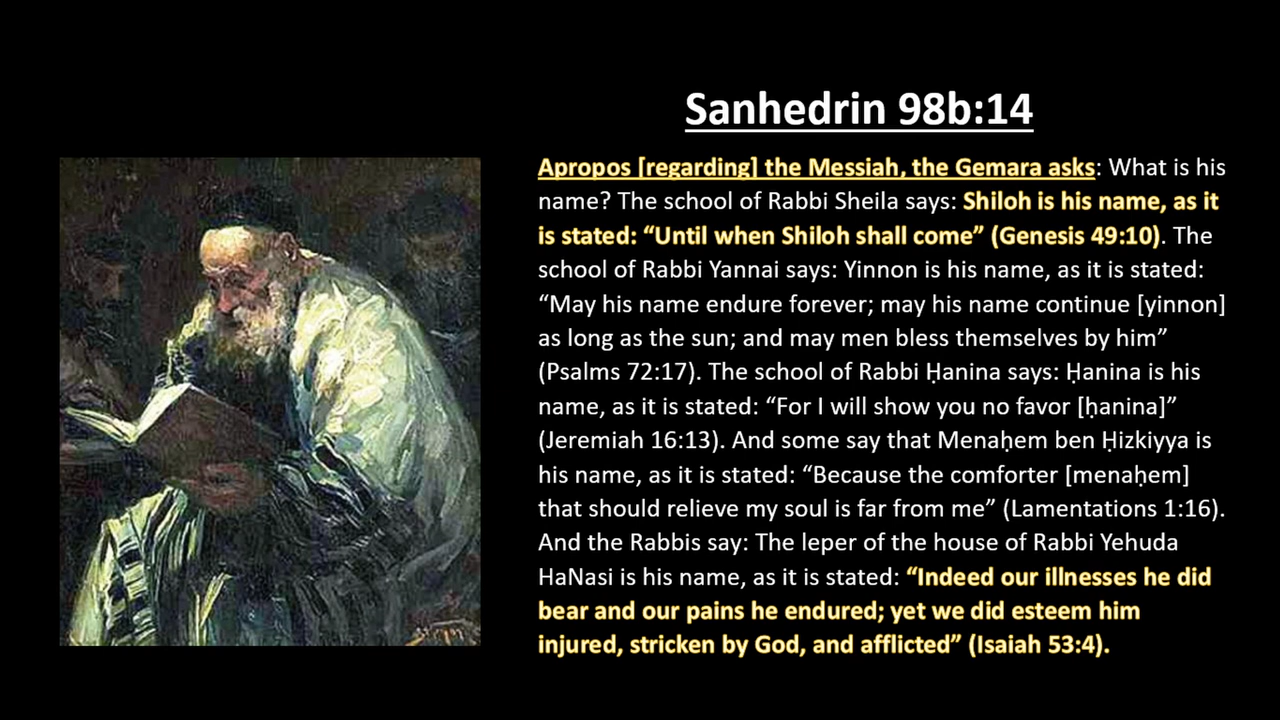 Sanhedrin 98b:14
Apropos [regarding] the Messiah, the Gemara asks: What is his
name? The school of Rabbi Sheila says: Shiloh is his name, as it
is stated: “Until when Shiloh shall come” (Genesis 49:10). The
school of Rabbi Yannai says: Yinnon is his name, as it is stated:
“May his name endure forever; may his name continue [yinnon]
as long as the sun; and may men bless themselves by him”
(Psalms 72:17). The school of Rabbi Ḥanina says: Ḥanina is his
name, as it is stated: “For I will show you no favor [ḥanina]”
(Jeremiah 16:13). And some say that Menaḥem ben Ḥizkiyya is
his name, as it is stated: “Because the comforter [menaḥem]
that should relieve my soul is far from me” (Lamentations 1:16).
And the Rabbis say: The leper of the house of Rabbi Yehuda
HaNasi is his name, as it is stated: “Indeed our illnesses he did
bear and our pains he endured; yet we did esteem him
injured, stricken by God, and afflicted” (Isaiah 53:4).